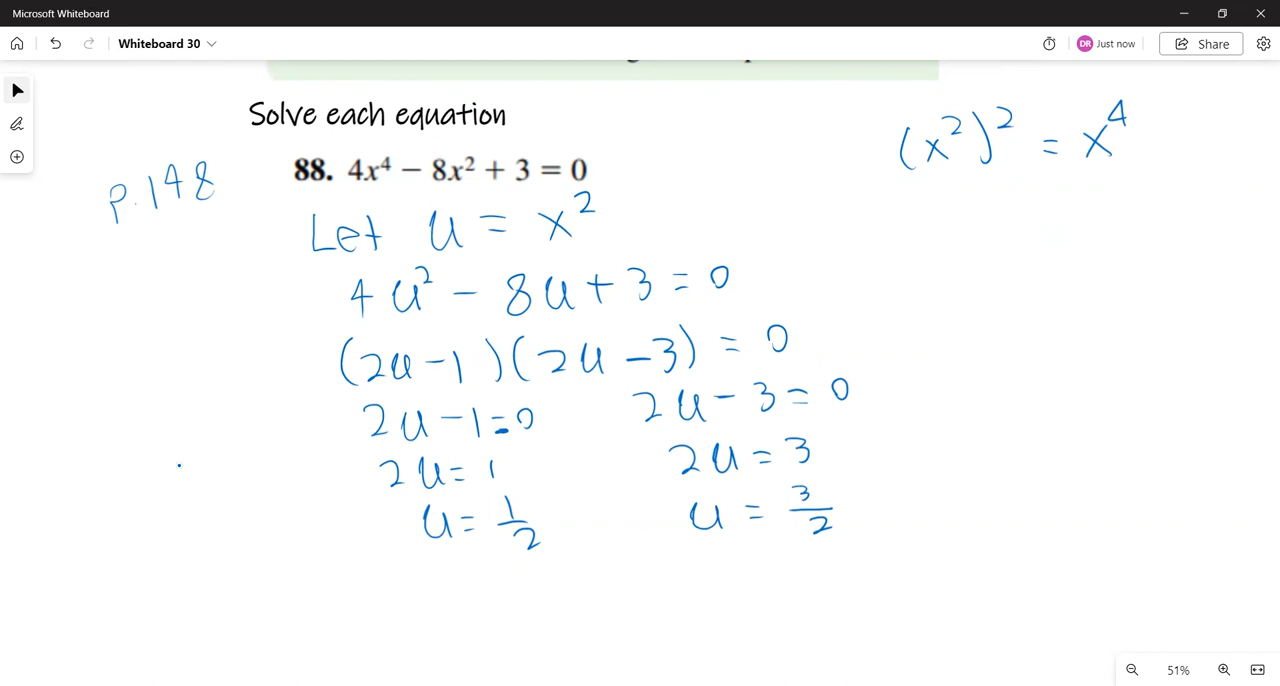 Microsoft Whiteboard
Whiteboard 30
DR Just now
Share
Solve each equation
p.148
88. 4x⁴ − 8x² + 3 = 0
(x²)² = x⁴
Let u = x²
4u² − 8u + 3 = 0
(2u − 1)(2u − 3) = 0
2u − 1 = 0
2u − 3 = 0
2u = 1
2u = 3
u = 1/2
u = 3/2
51%